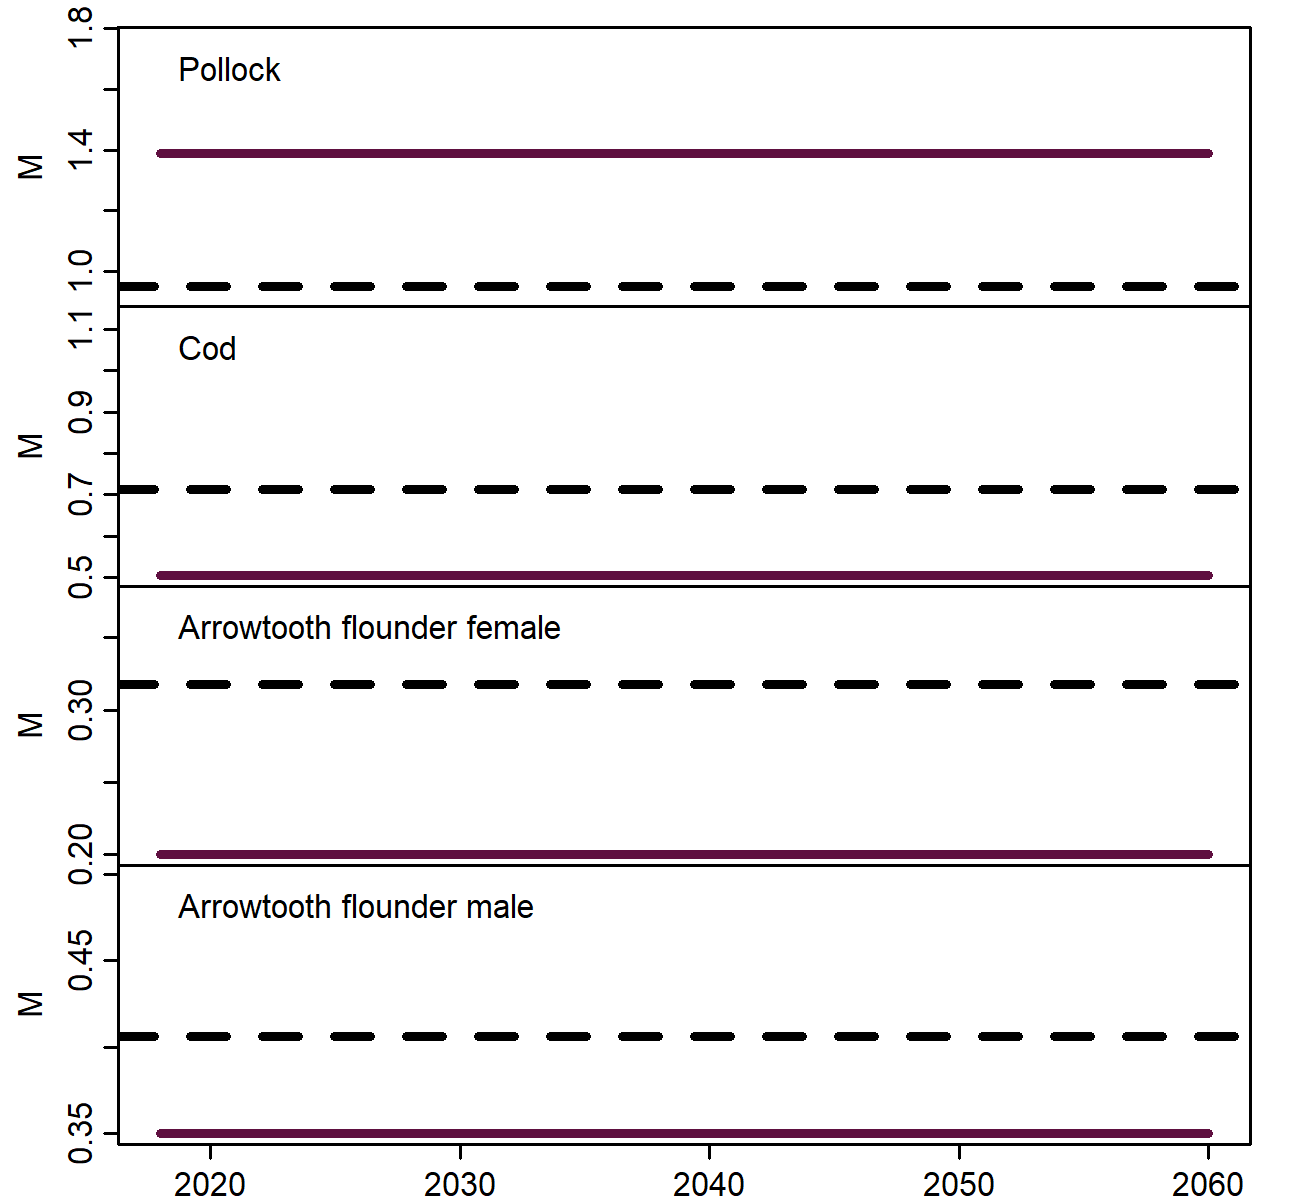 1.8
Pollock
1.4
M
1.0
1.1
Cod
0.9
M
0.7
0.5
Arrowtooth flounder female
0.30
M
0.20
Arrowtooth flounder male
0.45
M
0.35
2020 2030 2040 2050 2060